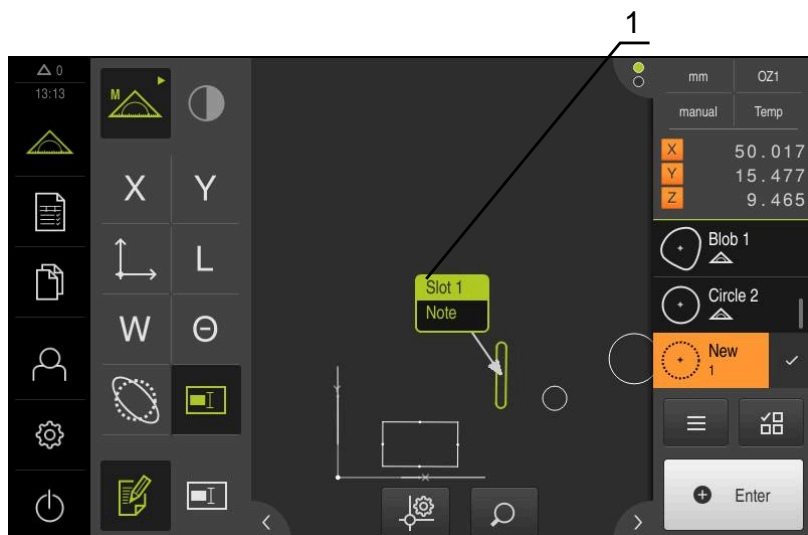 1
0
13:13
M
X
Y
L
W
Θ
Slot 1
Note
Y
X
mm
OZ1
manual
Temp
X 50.017
Y 15.477
Z 9.465
Blob 1
Circle 2
New
1
Enter